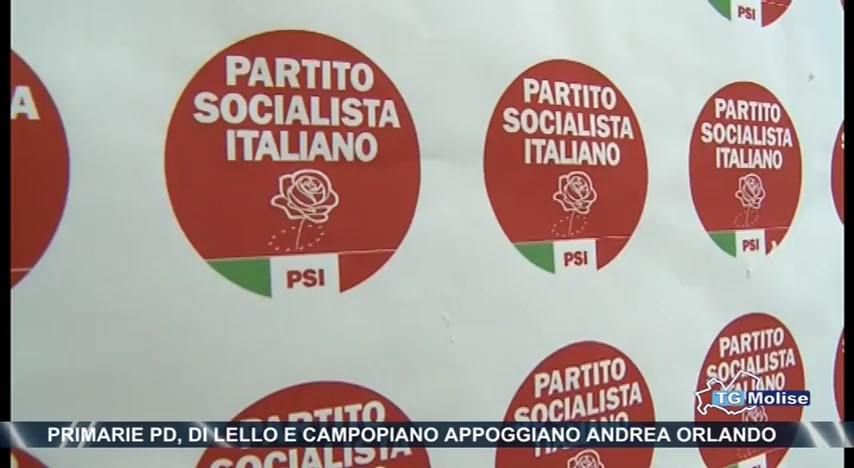 PSI
A
PARTITO
SOCIALISTA
ITALIANO
PSI
PARTITO
SOCIALISTA
ITALIANO
PSI
PARTITO
SOCIALISTA
ITALIANO
PSI
PARTITO
SOCIALISTA
PARTITO
SOCIALISTA
ITALIANO
PARTITO
SOCIALISTA
ITALIANO
PSI
TG Molise
PRIMARIE PD, DI LELLO E CAMPOPIANO APPOGGIANO ANDREA ORLANDO